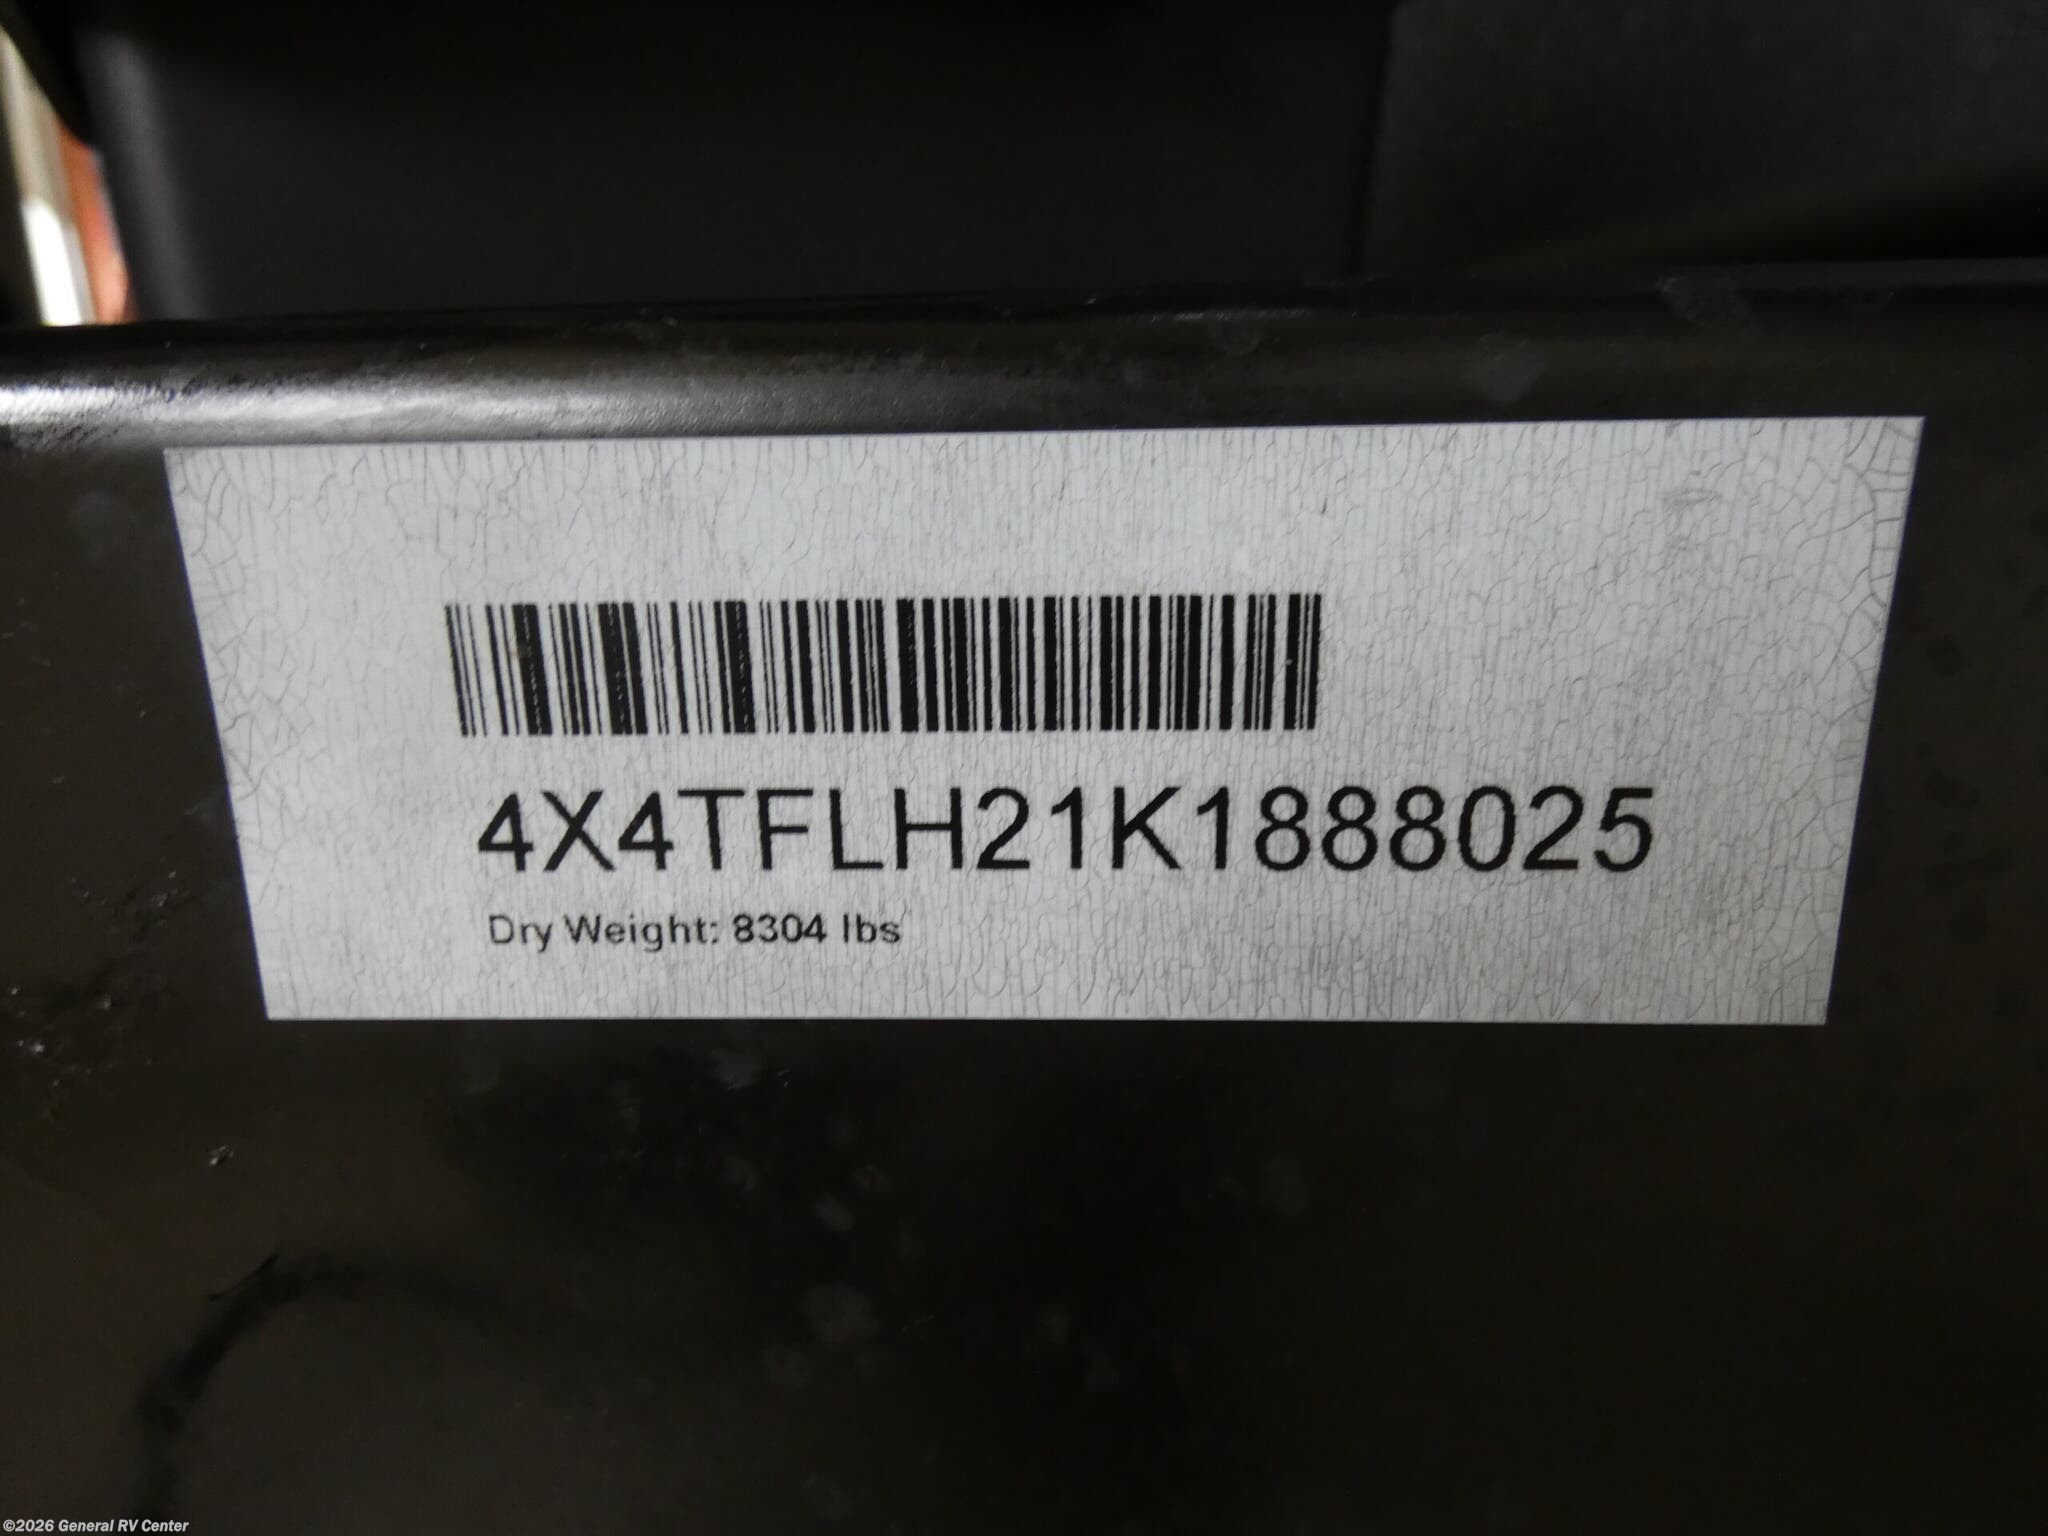 4X4TFLH21K1888025
Dry Weight: 8304 lbs
©2026 General RV Center